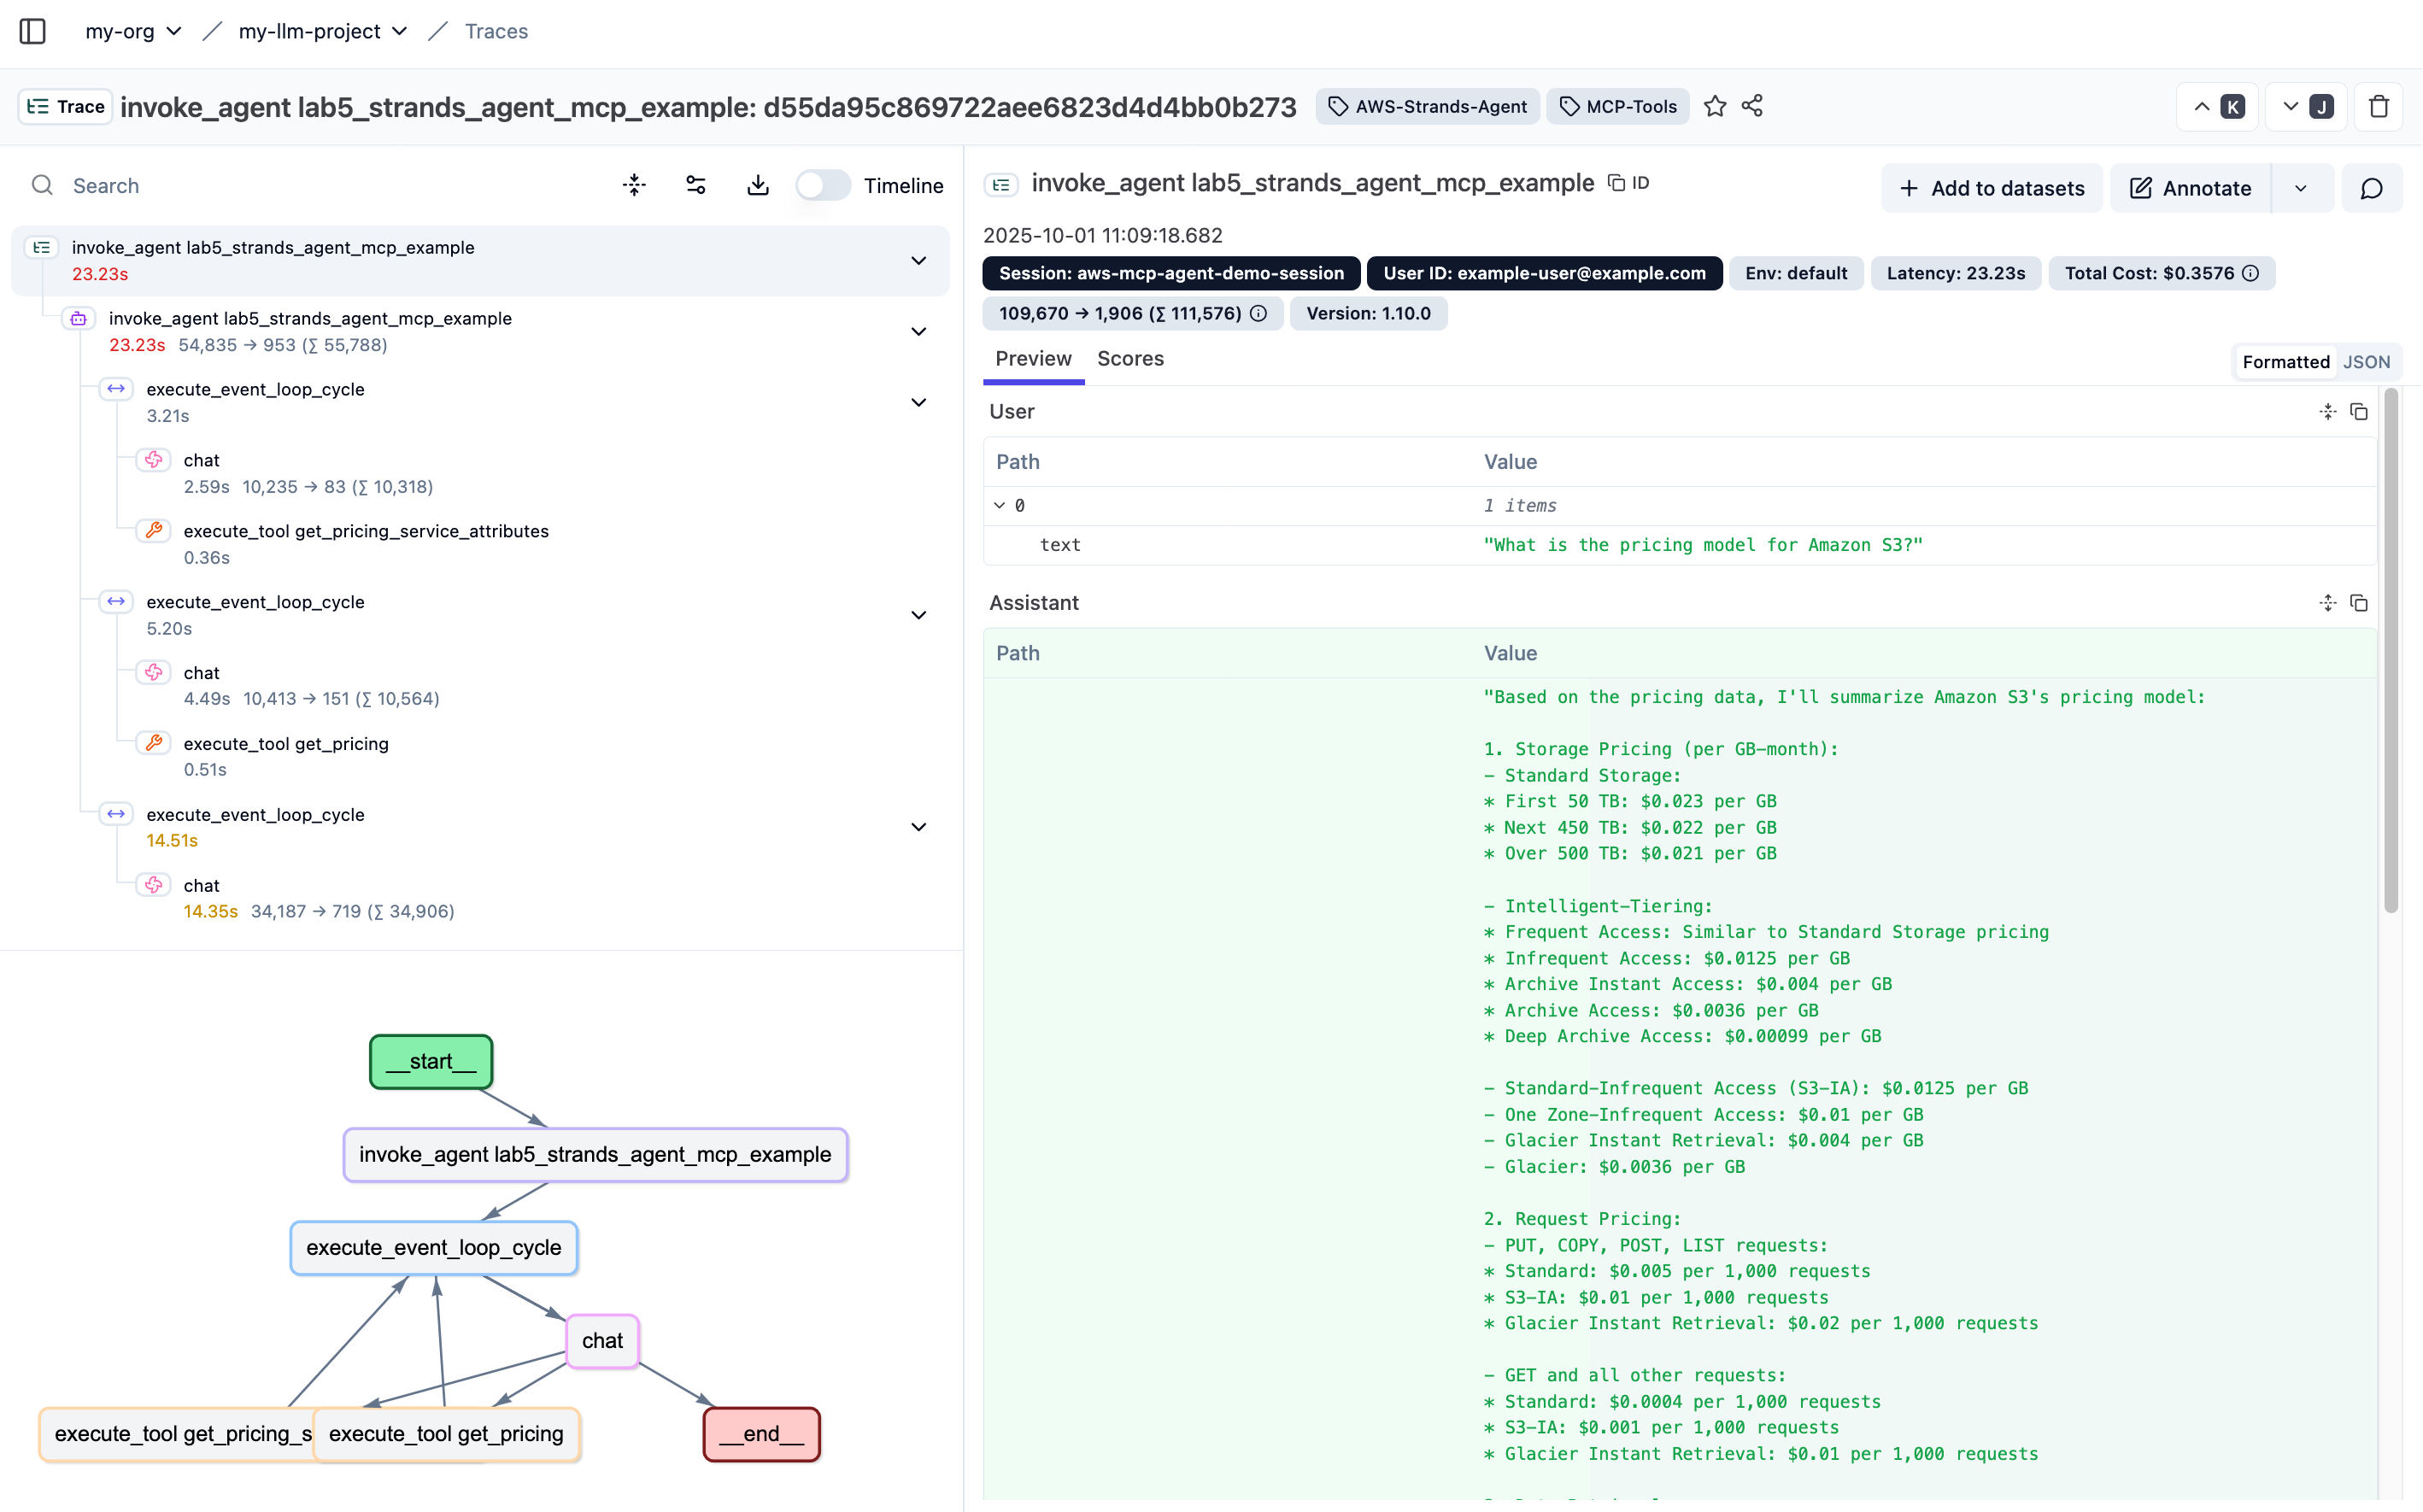 my-org / my-llm-project / Traces
Trace invoke_agent lab5_strands_agent_mcp_example: d55da95c869722aee6823d4d4bb0b273 AWS-Strands-Agent MCP-Tools K J
Search Timeline
invoke_agent lab5_strands_agent_mcp_example
23.23s
invoke_agent lab5_strands_agent_mcp_example
23.23s 54,835 → 953 (∑ 55,788)
execute_event_loop_cycle
3.21s
chat
2.59s 10,235 → 83 (∑ 10,318)
execute_tool get_pricing_service_attributes
0.36s
execute_event_loop_cycle
5.20s
chat
4.49s 10,413 → 151 (∑ 10,564)
execute_tool get_pricing
0.51s
execute_event_loop_cycle
14.51s
chat
14.35s 34,187 → 719 (∑ 34,906)
__start__
invoke_agent lab5_strands_agent_mcp_example
execute_event_loop_cycle
chat
execute_tool get_pricing_s
execute_tool get_pricing
__end__
invoke_agent lab5_strands_agent_mcp_example ID
Add to datasets Annotate
2025-10-01 11:09:18.682
Session: aws-mcp-agent-demo-session User ID: example-user@example.com Env: default Latency: 23.23s Total Cost: $0.3576
109,670 → 1,906 (∑ 111,576) Version: 1.10.0
Preview Scores Formatted JSON
User
Path Value
0 1 items
text "What is the pricing model for Amazon S3?"
Assistant
Path Value
"Based on the pricing data, I'll summarize Amazon S3's pricing model:
1. Storage Pricing (per GB-month):
- Standard Storage:
* First 50 TB: $0.023 per GB
* Next 450 TB: $0.022 per GB
* Over 500 TB: $0.021 per GB
- Intelligent-Tiering:
* Frequent Access: Similar to Standard Storage pricing
* Infrequent Access: $0.0125 per GB
* Archive Instant Access: $0.004 per GB
* Archive Access: $0.0036 per GB
* Deep Archive Access: $0.00099 per GB
- Standard-Infrequent Access (S3-IA): $0.0125 per GB
- One Zone-Infrequent Access: $0.01 per GB
- Glacier Instant Retrieval: $0.004 per GB
- Glacier: $0.0036 per GB
2. Request Pricing:
- PUT, COPY, POST, LIST requests:
* Standard: $0.005 per 1,000 requests
* S3-IA: $0.01 per 1,000 requests
* Glacier Instant Retrieval: $0.02 per 1,000 requests
- GET and all other requests:
* Standard: $0.0004 per 1,000 requests
* S3-IA: $0.001 per 1,000 requests
* Glacier Instant Retrieval: $0.01 per 1,000 requests